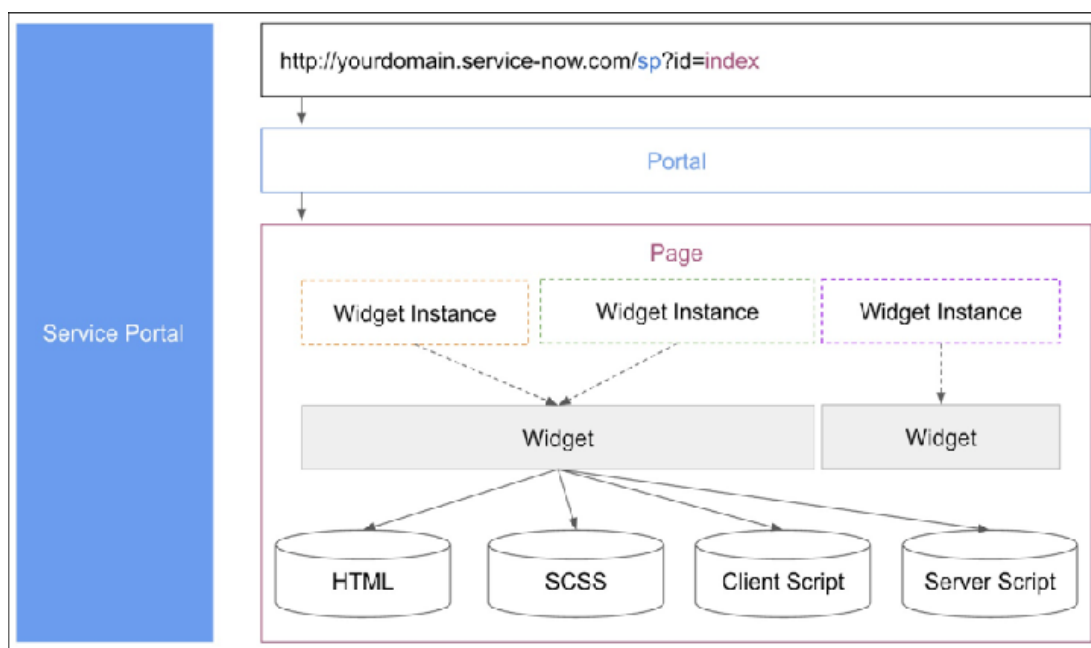 http://yourdomain.service-now.com/sp?id=index
Portal
Service Portal
Page
Widget Instance
Widget Instance
Widget Instance
Widget
Widget
HTML
SCSS
Client Script
Server Script